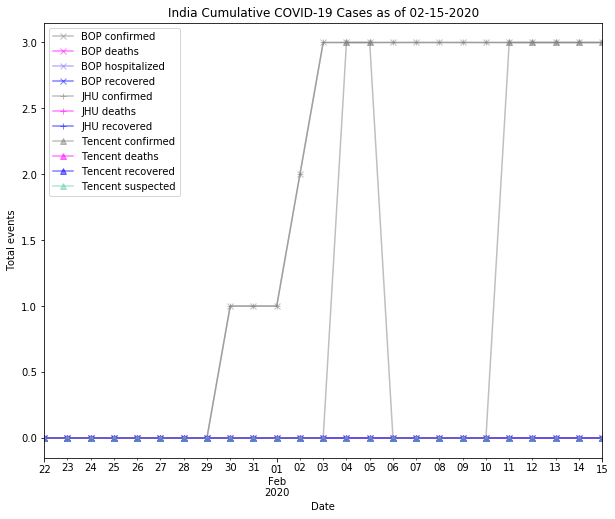 India Cumulative COVID-19 Cases as of 02-15-2020
BOP confirmed
BOP deaths
BOP hospitalized
BOP recovered
JHU confirmed
JHU deaths
JHU recovered
Tencent confirmed
Tencent deaths
Tencent recovered
Tencent suspected
Total events
3.0
2.5
2.0
1.5
1.0
0.5
0.0
22 23 24 25 26 27 28 29 30 31 01 02 03 04 05 06 07 08 09 10 11 12 13 14 15
Feb
2020
Date